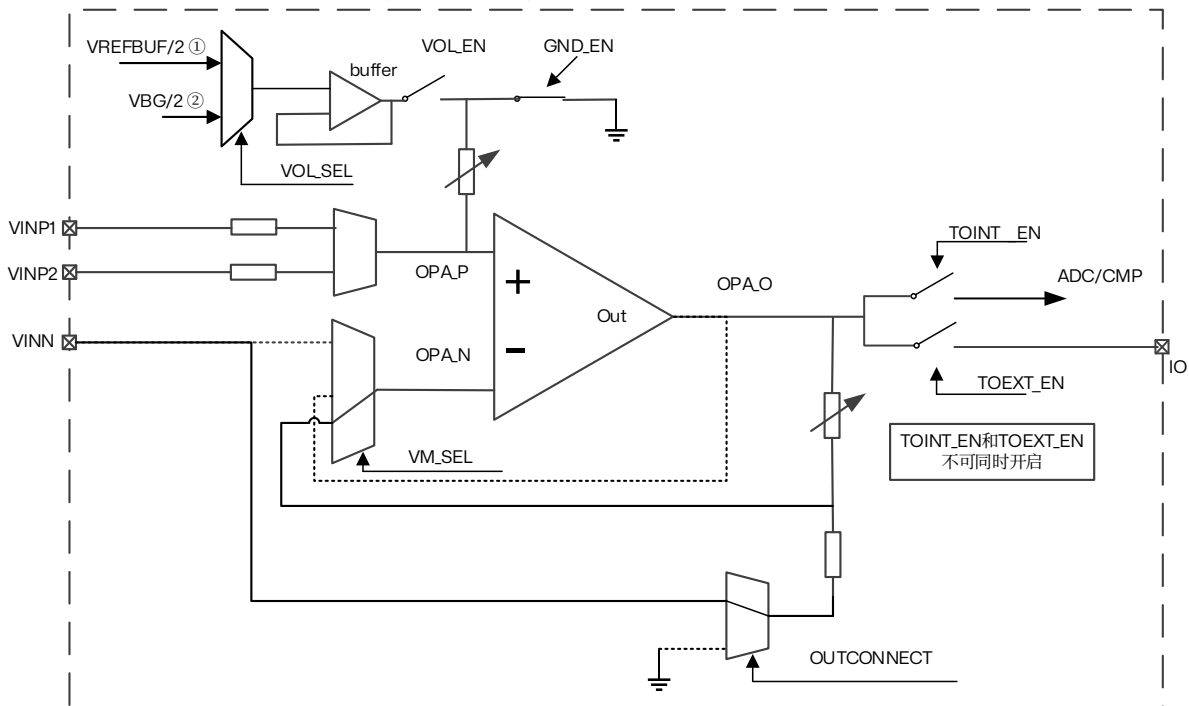 VREFBUF/2 ①
VBG/2 ②
buffer
VOL_EN
GND_EN
VOL_SEL
VINP1
VINP2
VINN
OPA_P
OPA_N
+
-
Out
OPA_O
TOINT_EN
ADC/CMP
IO
TOEXT_EN
TOINT_EN和TOEXT_EN
不可同时开启
VM_SEL
OUTCONNECT